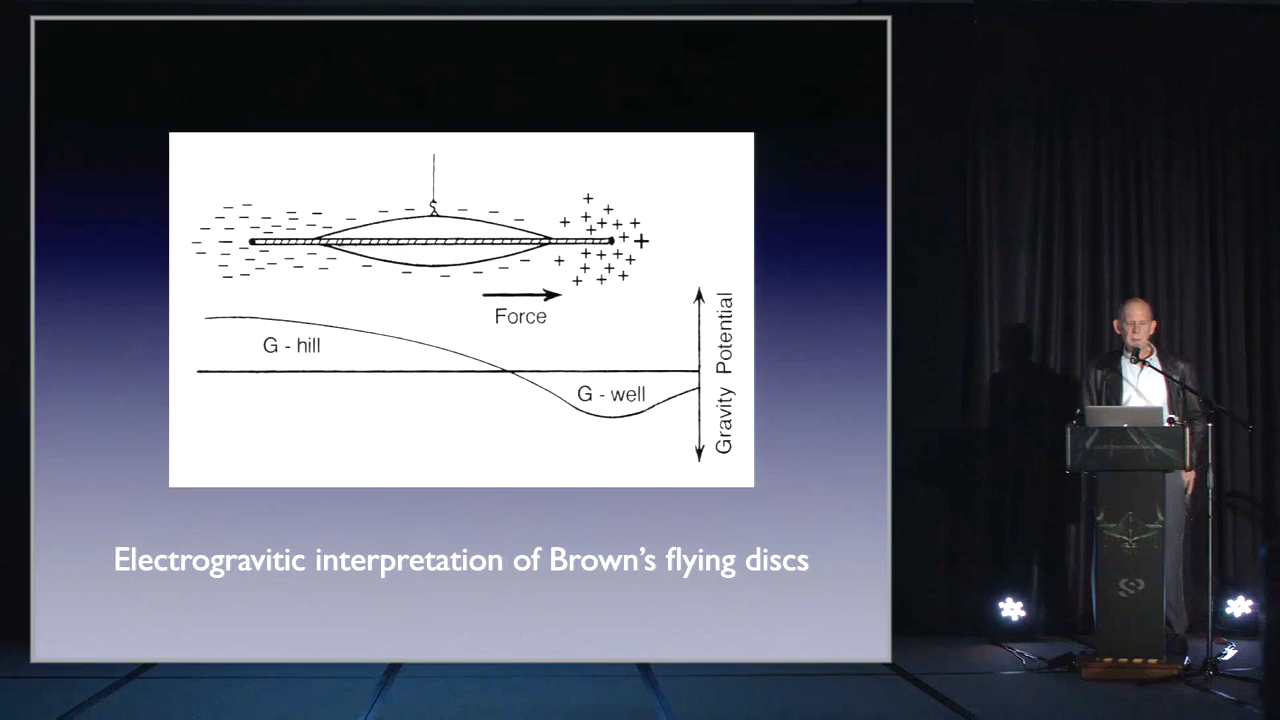 Force
G - hill
G - well
Gravity Potential
Electrogravitic interpretation of Brown's flying discs